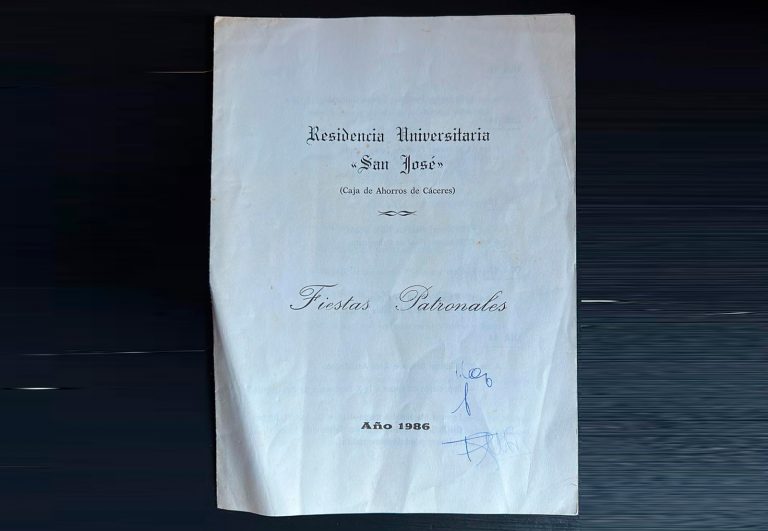 Residencia Universitaria
«San José»
(Caja de Ahorros de Cáceres)
Fiestas Patronales
Año 1986